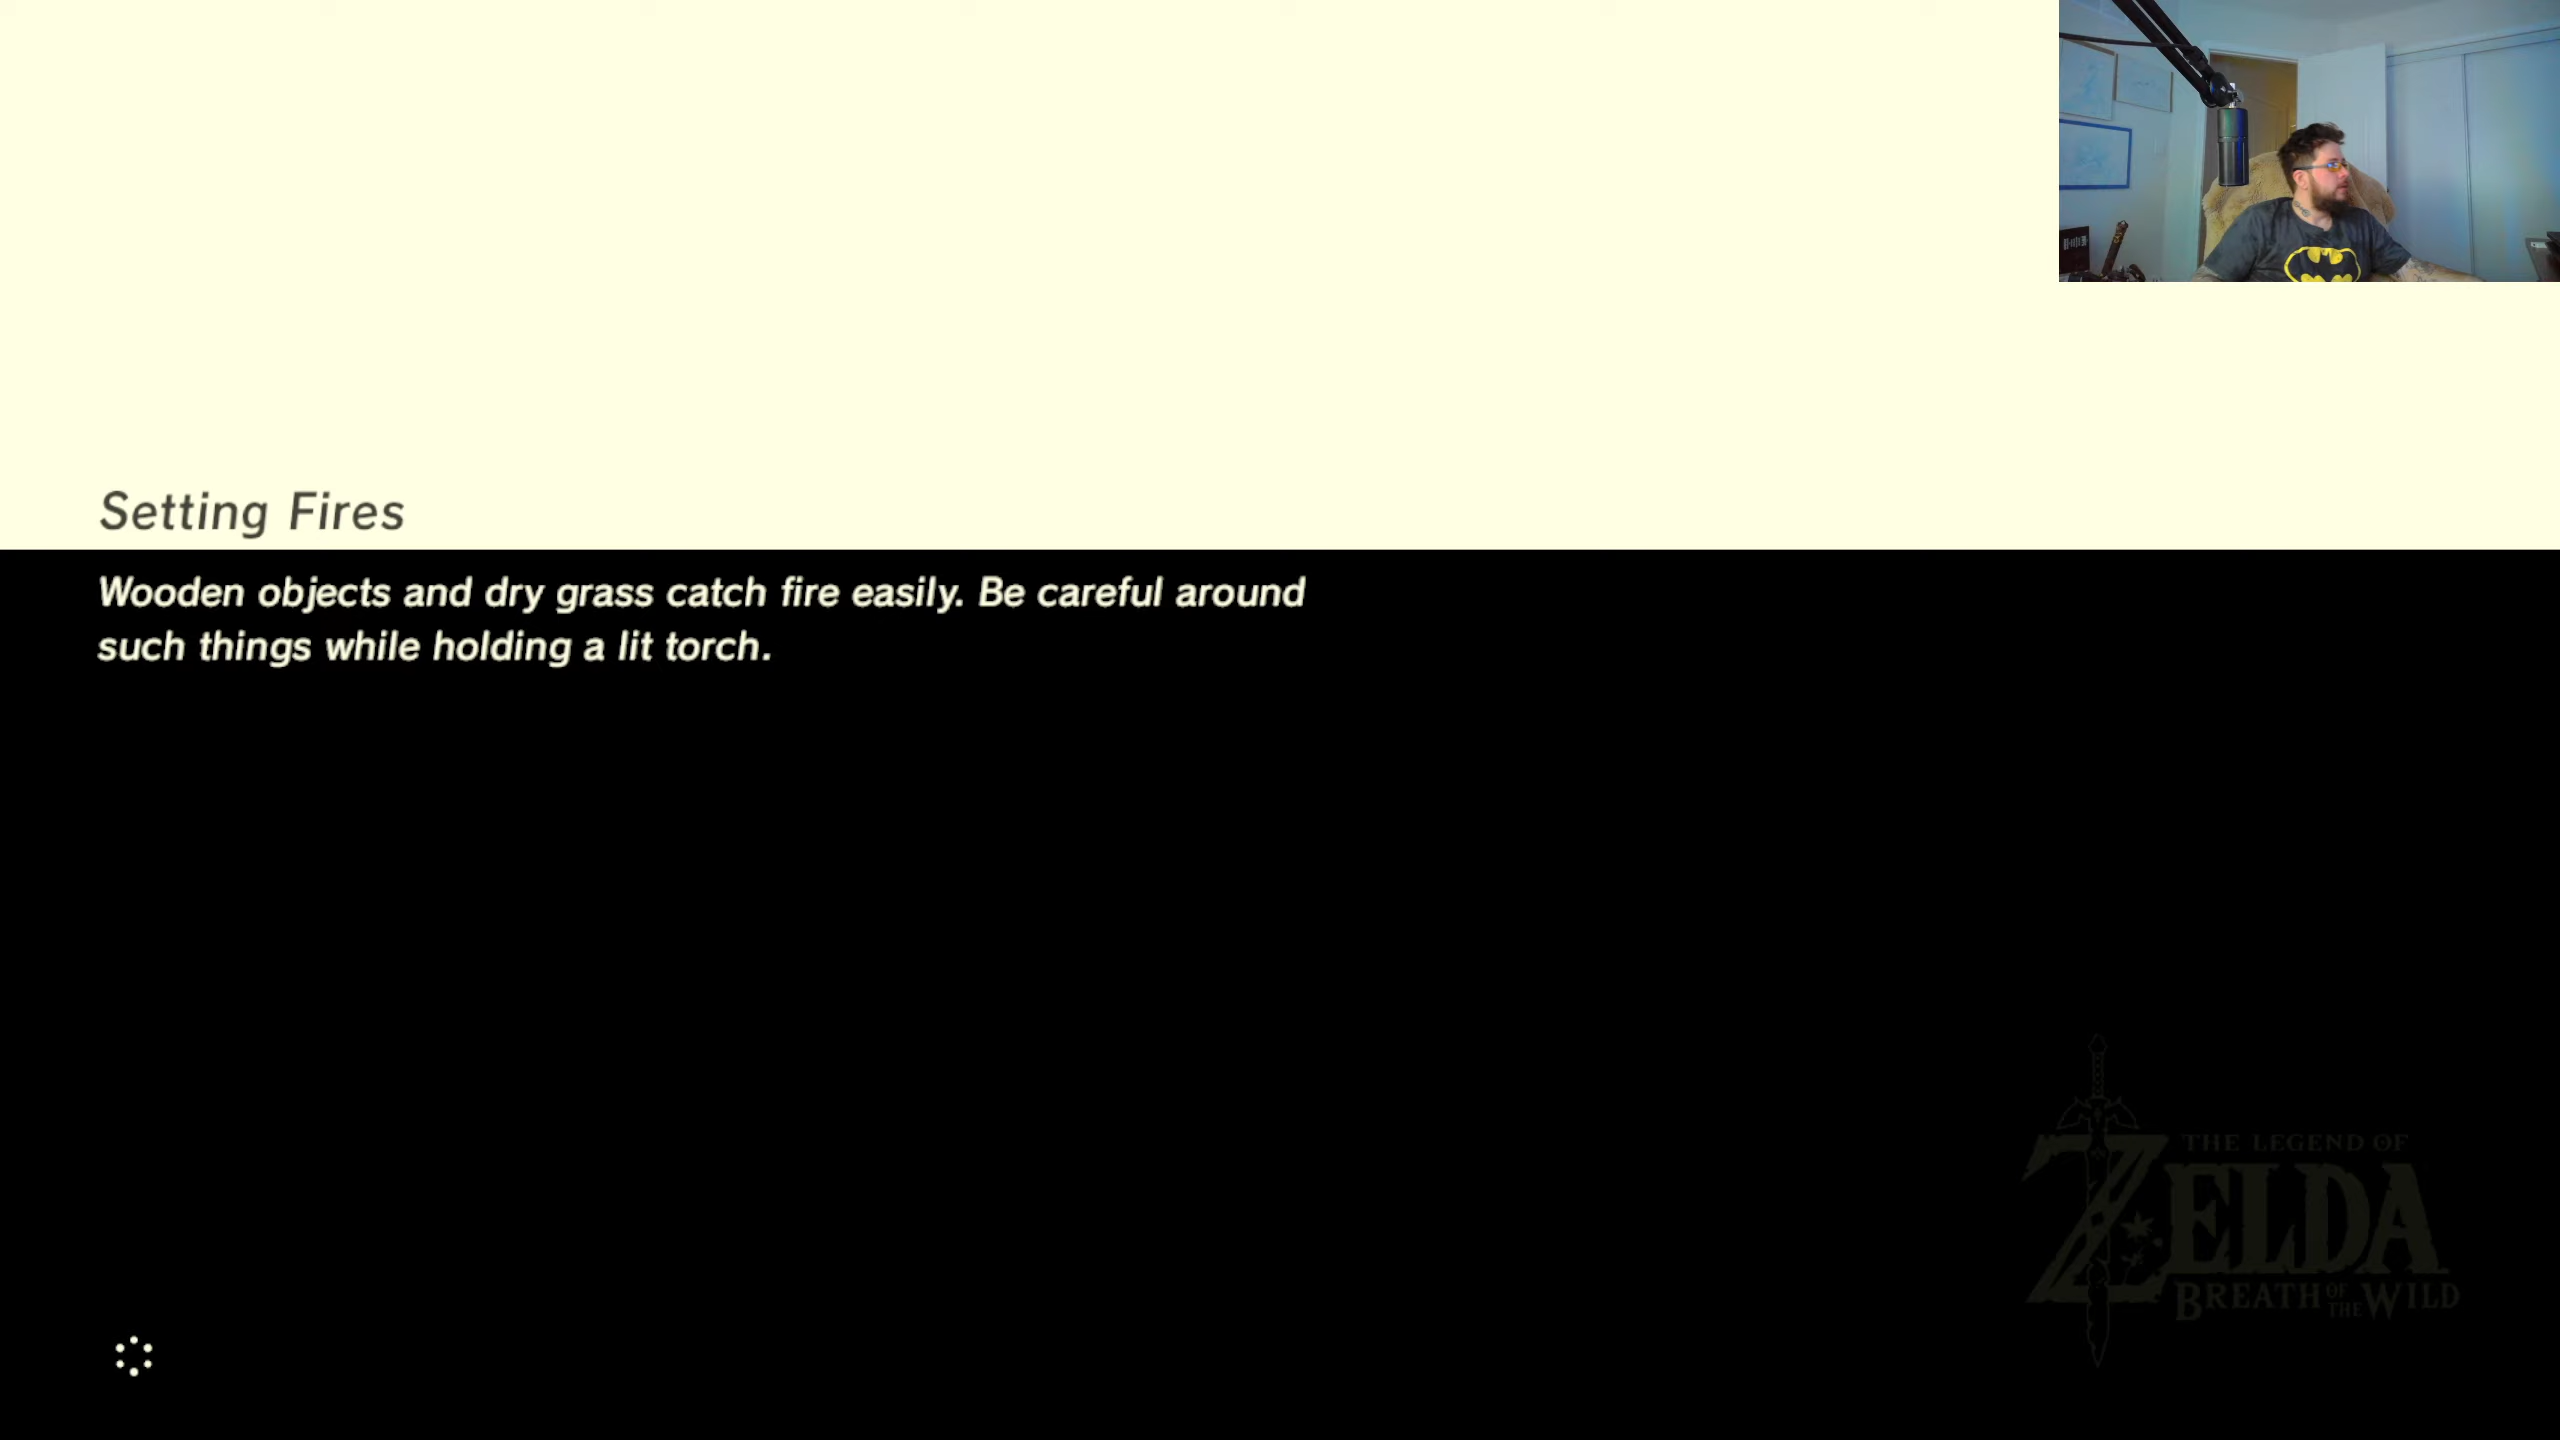 Setting Fires
Wooden objects and dry grass catch fire easily. Be careful around
such things while holding a lit torch.
THE LEGEND OF
ZELDA
BREATH OF THE WILD